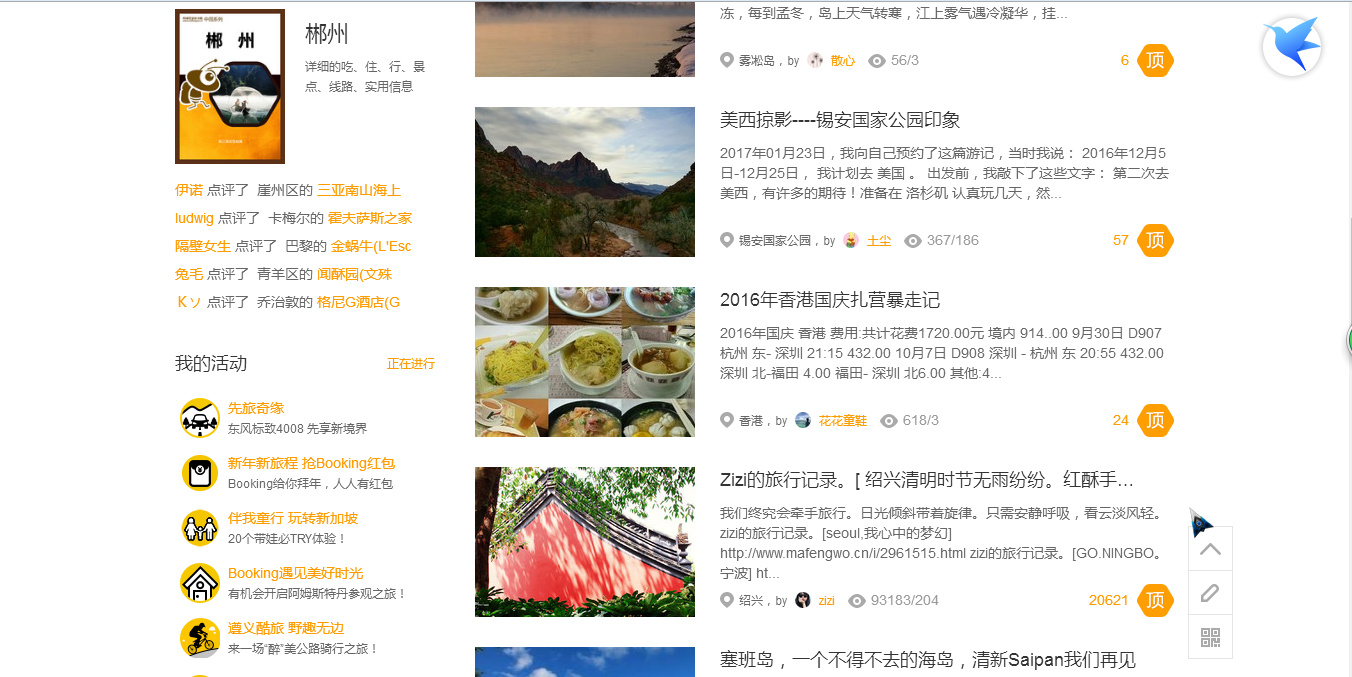 郴州
郴 州
详细的吃、住、行、景
点、线路、实用信息
伊诺 点评了 崖州区的 三亚南山海上
ludwig 点评了 卡梅尔的 霍夫萨斯之家
隔壁女生 点评了 巴黎的 金蜗牛(L'Esc
兔毛 点评了 青羊区的 闻酥园(文殊
Kソ 点评了 乔治敦的 格尼G酒店(G
我的活动 正在进行
先旅奇缘
东风标致4008 先享新境界
新年新旅程 抢Booking红包
Booking给你拜年，人人有红包
伴我童行 玩转新加坡
20个带娃必TRY体验！
Booking遇见美好时光
有机会开启阿姆斯特丹参观之旅！
遵义酷旅 野趣无边
来一场“醉”美公路骑行之旅！
冻，每到孟冬，岛上天气转寒，江上雾气遇冷凝华，挂...
雾凇岛，by 散心 56/3 6 顶
美西掠影----锡安国家公园印象
2017年01月23日，我向自己预约了这篇游记，当时我说： 2016年12月5
日-12月25日， 我计划去 美国 。 出发前，我敲下了这些文字： 第二次去
美西，有许多的期待！准备在 洛杉矶 认真玩几天，然...
锡安国家公园，by 土尘 367/186 57 顶
2016年香港国庆扎营暴走记
2016年国庆 香港 费用:共计花费1720.00元 境内 914..00 9月30日 D907
杭州 东- 深圳 21:15 432.00 10月7日 D908 深圳 - 杭州 东 20:55 432.00
深圳 北-福田 4.00 福田- 深圳 北6.00 其他:4...
香港，by 花花童鞋 618/3 24 顶
Zizi的旅行记录。[ 绍兴清明时节无雨纷纷。红酥手...
我们终究会牵手旅行。日光倾斜带着旋律。只需安静呼吸，看云淡风轻。
zizi的旅行记录。[seoul,我心中的梦幻]
http://www.mafengwo.cn/i/2961515.html zizi的旅行记录。[GO.NINGBO。
宁波] ht...
绍兴，by zizi 93183/204 20621 顶
塞班岛，一个不得不去的海岛，清新Saipan我们再见